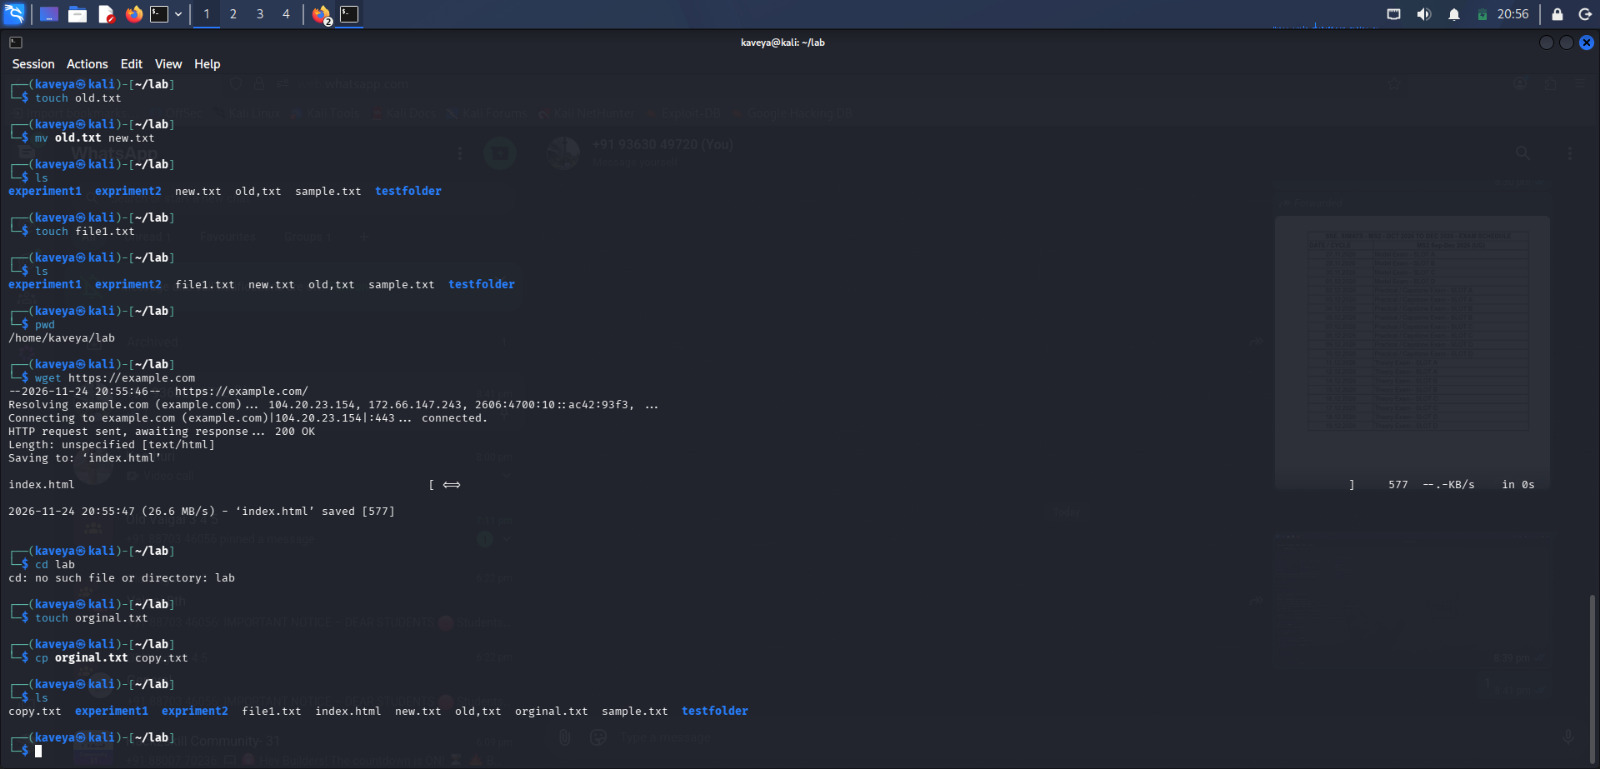 1 2 3 4 2 20:56
kaveya@kali: ~/lab
Session Actions Edit View Help
┌──(kaveya㉿kali)-[~/lab]
└─$ touch old.txt
┌──(kaveya㉿kali)-[~/lab]
└─$ mv old.txt new.txt
┌──(kaveya㉿kali)-[~/lab]
└─$ ls
experiment1 expriment2 new.txt old,txt sample.txt testfolder
┌──(kaveya㉿kali)-[~/lab]
└─$ touch file1.txt
┌──(kaveya㉿kali)-[~/lab]
└─$ ls
experiment1 expriment2 file1.txt new.txt old,txt sample.txt testfolder
┌──(kaveya㉿kali)-[~/lab]
└─$ pwd
/home/kaveya/lab
┌──(kaveya㉿kali)-[~/lab]
└─$ wget https://example.com
--2026-11-24 20:55:46-- https://example.com/
Resolving example.com (example.com)... 104.20.23.154, 172.66.147.243, 2606:4700:10::ac42:93f3, ...
Connecting to example.com (example.com)|104.20.23.154|:443... connected.
HTTP request sent, awaiting response... 200 OK
Length: unspecified [text/html]
Saving to: ‘index.html’
index.html [ <=> ] 577 --.-KB/s in 0s
2026-11-24 20:55:47 (26.6 MB/s) - ‘index.html’ saved [577]
┌──(kaveya㉿kali)-[~/lab]
└─$ cd lab
cd: no such file or directory: lab
┌──(kaveya㉿kali)-[~/lab]
└─$ touch orginal.txt
┌──(kaveya㉿kali)-[~/lab]
└─$ cp orginal.txt copy.txt
┌──(kaveya㉿kali)-[~/lab]
└─$ ls
copy.txt experiment1 expriment2 file1.txt index.html new.txt old,txt orginal.txt sample.txt testfolder
┌──(kaveya㉿kali)-[~/lab]
└─$